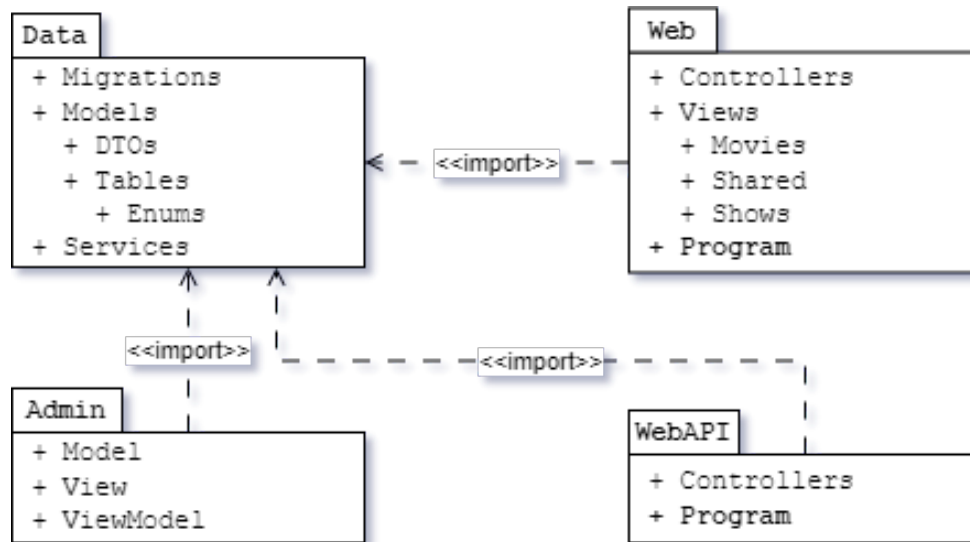 Data
+ Migrations
+ Models
+ DTOs
+ Tables
+ Enums
+ Services
<<import>>
Web
+ Controllers
+ Views
+ Movies
+ Shared
+ Shows
+ Program
<<import>>
<<import>>
Admin
+ Model
+ View
+ ViewModel
WebAPI
+ Controllers
+ Program